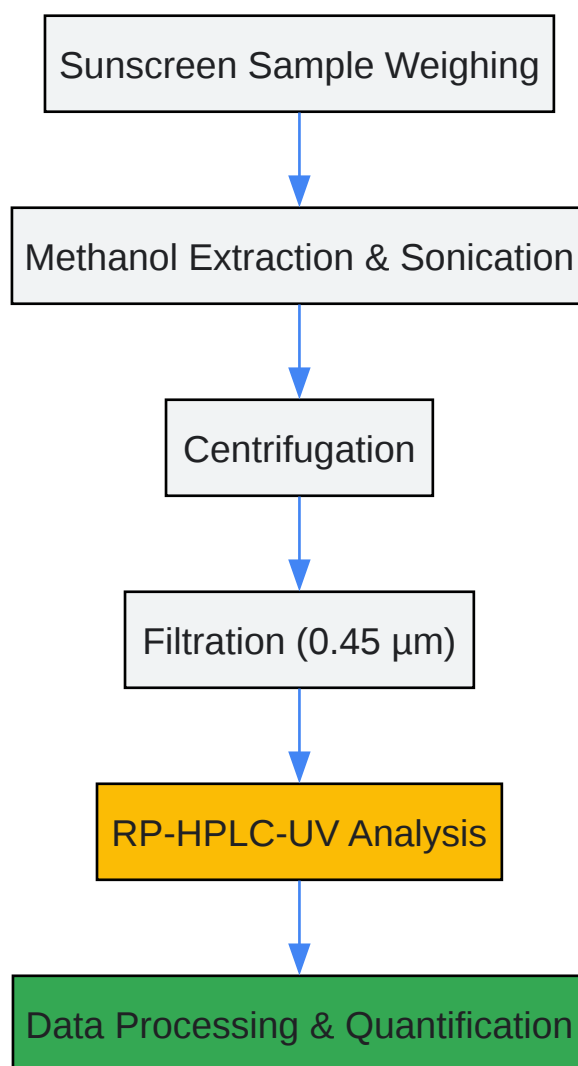 Sunscreen Sample Weighing
Methanol Extraction & Sonication
Centrifugation
Filtration (0.45 µm)
RP-HPLC-UV Analysis
Data Processing & Quantification